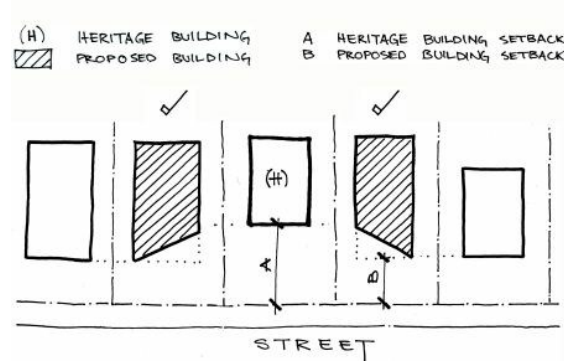 (H) HERITAGE BUILDING A HERITAGE BUILDING SETBACK
PROPOSED BUILDING B PROPOSED BUILDING SETBACK
(H)
A
B
STREET